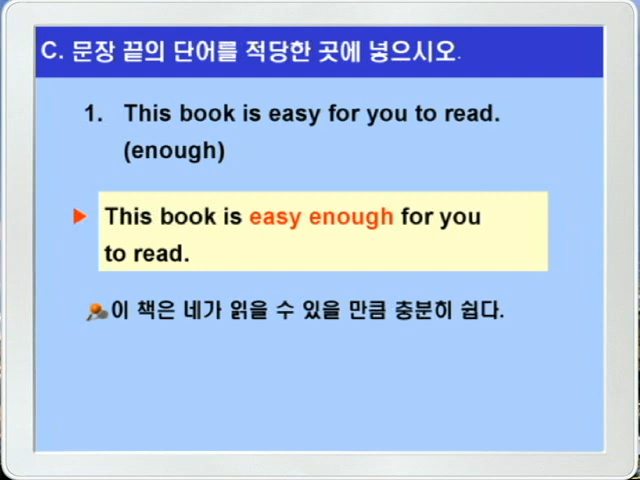 C. 문장 끝의 단어를 적당한 곳에 넣으시오.
1. This book is easy for you to read.
(enough)
This book is easy enough for you
to read.
이 책은 네가 읽을 수 있을 만큼 충분히 쉽다.